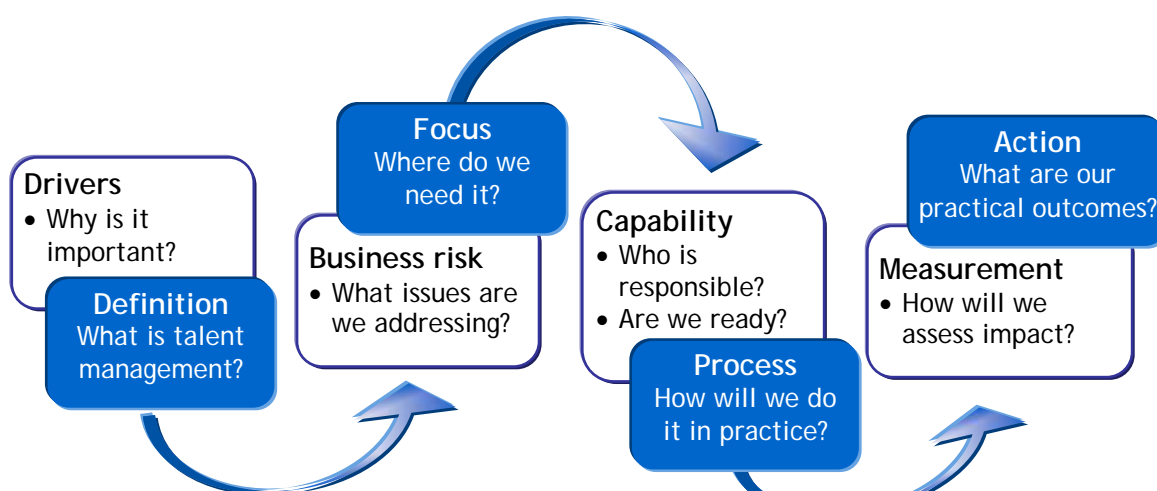 Drivers
• Why is it
important?
Definition
What is talent
management?
Focus
Where do we
need it?
Business risk
• What issues are
we addressing?
Capability
• Who is
responsible?
• Are we ready?
Process
How will we do
it in practice?
Action
What are our
practical outcomes?
Measurement
• How will we
assess impact?